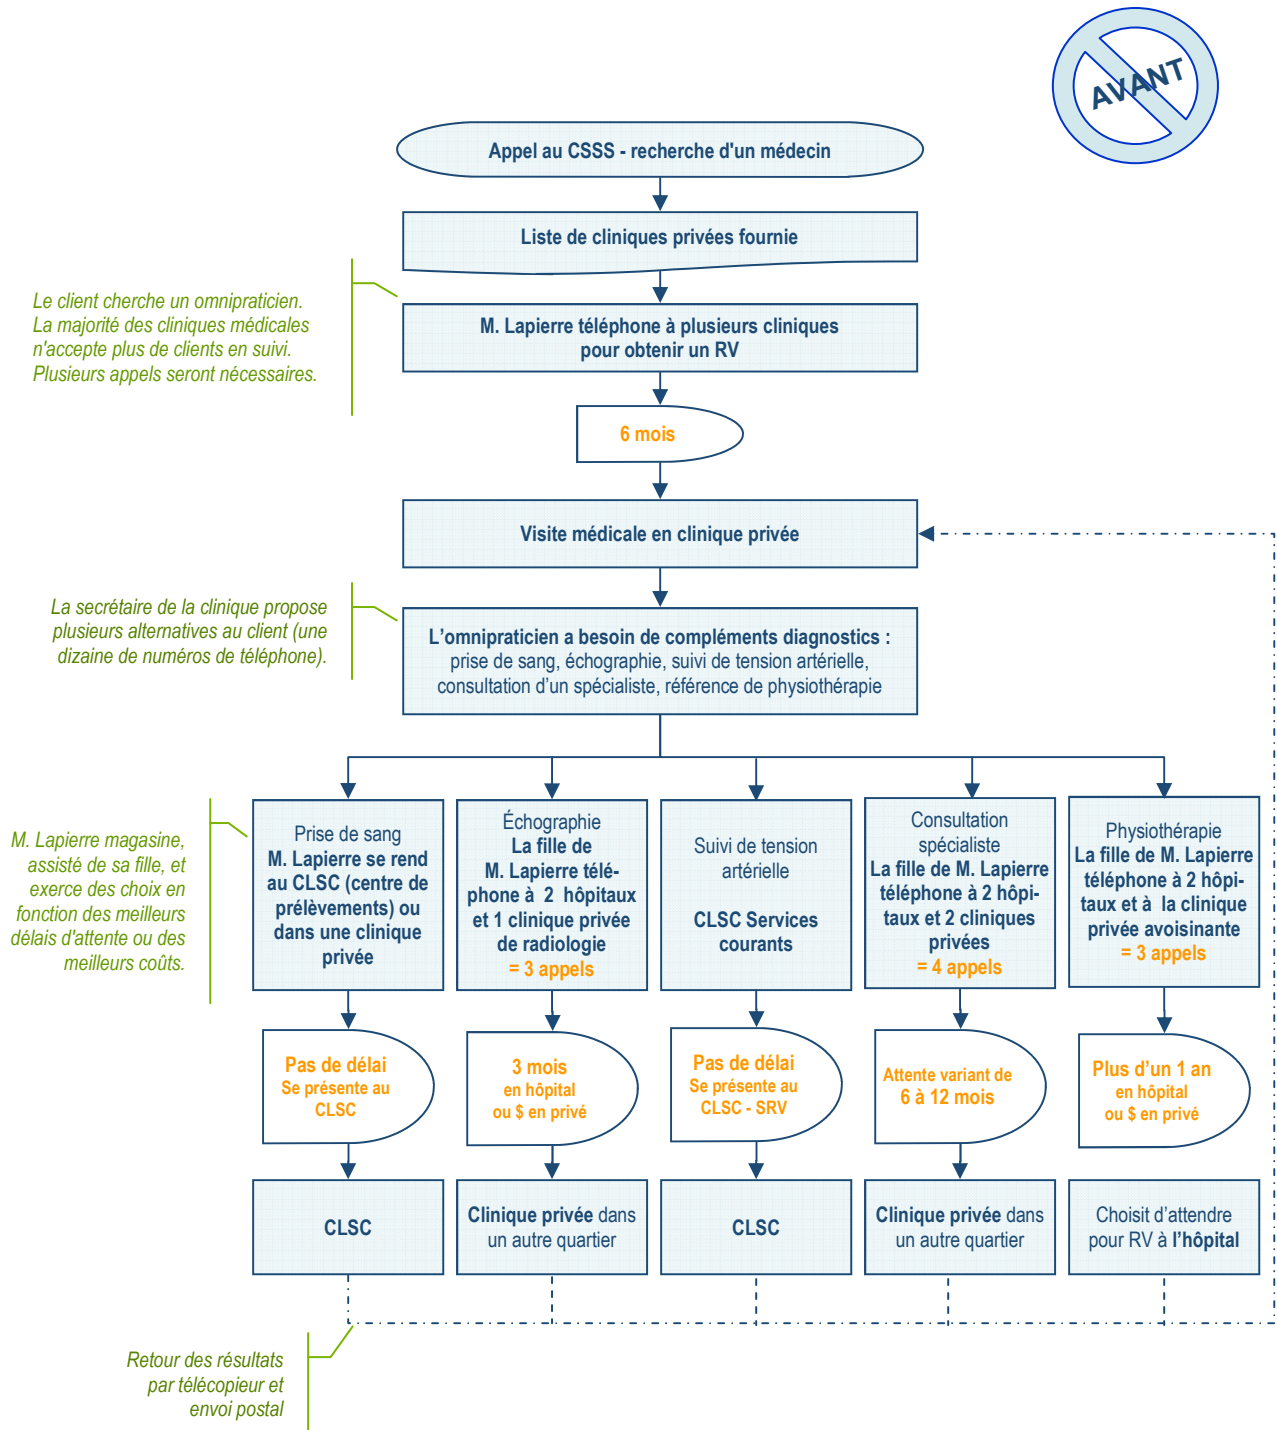 AVANT
Appel au CSSS - recherche d'un médecin
Liste de cliniques privées fournie
Le client cherche un omnipraticien.
La majorité des cliniques médicales
n'accepte plus de clients en suivi.
Plusieurs appels seront nécessaires.
M. Lapierre téléphone à plusieurs cliniques
pour obtenir un RV
6 mois
Visite médicale en clinique privée
La secrétaire de la clinique propose
plusieurs alternatives au client (une
dizaine de numéros de téléphone).
L’omnipraticien a besoin de compléments diagnostics :
prise de sang, échographie, suivi de tension artérielle,
consultation d’un spécialiste, référence de physiothérapie
M. Lapierre magasine,
assisté de sa fille, et
exerce des choix en
fonction des meilleurs
délais d'attente ou des
meilleurs coûts.
Prise de sang
M. Lapierre se rend
au CLSC (centre de
prélèvements) ou
dans une clinique
privée
Échographie
La fille de
M. Lapierre télé-
phone à 2 hôpitaux
et 1 clinique privée
de radiologie
= 3 appels
Suivi de tension
artérielle
CLSC Services
courants
Consultation
spécialiste
La fille de M. Lapierre
téléphone à 2 hôpi-
taux et 2 cliniques
privées
= 4 appels
Physiothérapie
La fille de M. Lapierre
téléphone à 2 hôpi-
taux et à la clinique
privée avoisinante
= 3 appels
Pas de délai
Se présente au
CLSC
3 mois
en hôpital
ou $ en privé
Pas de délai
Se présente au
CLSC - SRV
Attente variant de
6 à 12 mois
Plus d’un 1 an
en hôpital
ou $ en privé
CLSC
Clinique privée dans
un autre quartier
CLSC
Clinique privée dans
un autre quartier
Choisit d’attendre
pour RV à l’hôpital
Retour des résultats
par télécopieur et
envoi postal